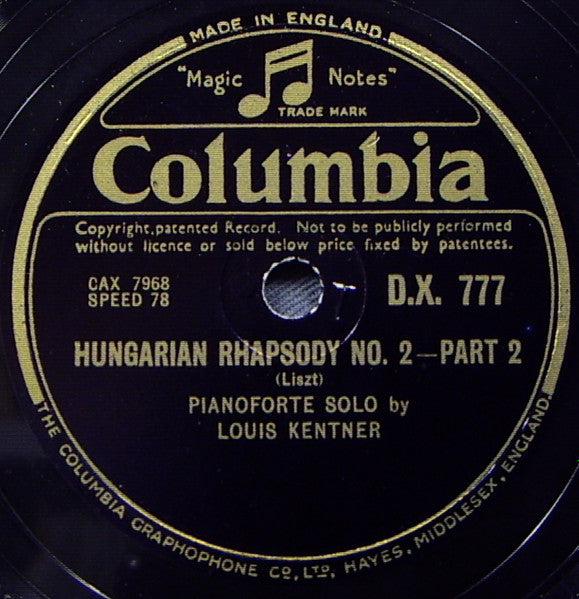 MADE IN ENGLAND.
"Magic Notes"
TRADE MARK
Columbia
Copyright,patented Record. Not to be publicly performed
without licence or sold below price fixed by patentees.
CAX 7968
SPEED 78
D.X. 777
HUNGARIAN RHAPSODY NO. 2—PART 2
(Liszt)
PIANOFORTE SOLO by
LOUIS KENTNER
THE COLUMBIA GRAPHOPHONE CO, LTD, HAYES, MIDDLESEX, ENGLAND.